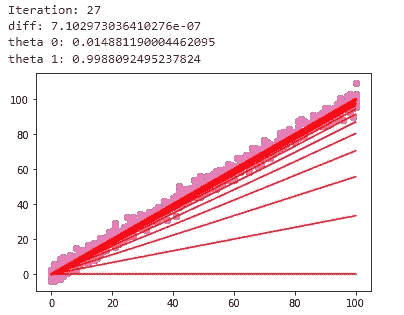 Iteration: 27
diff: 7.102973036410276e-07
theta 0: 0.014881190004462095
theta 1: 0.9988092495237824
100
80
60
40
20
0
0 20 40 60 80 100